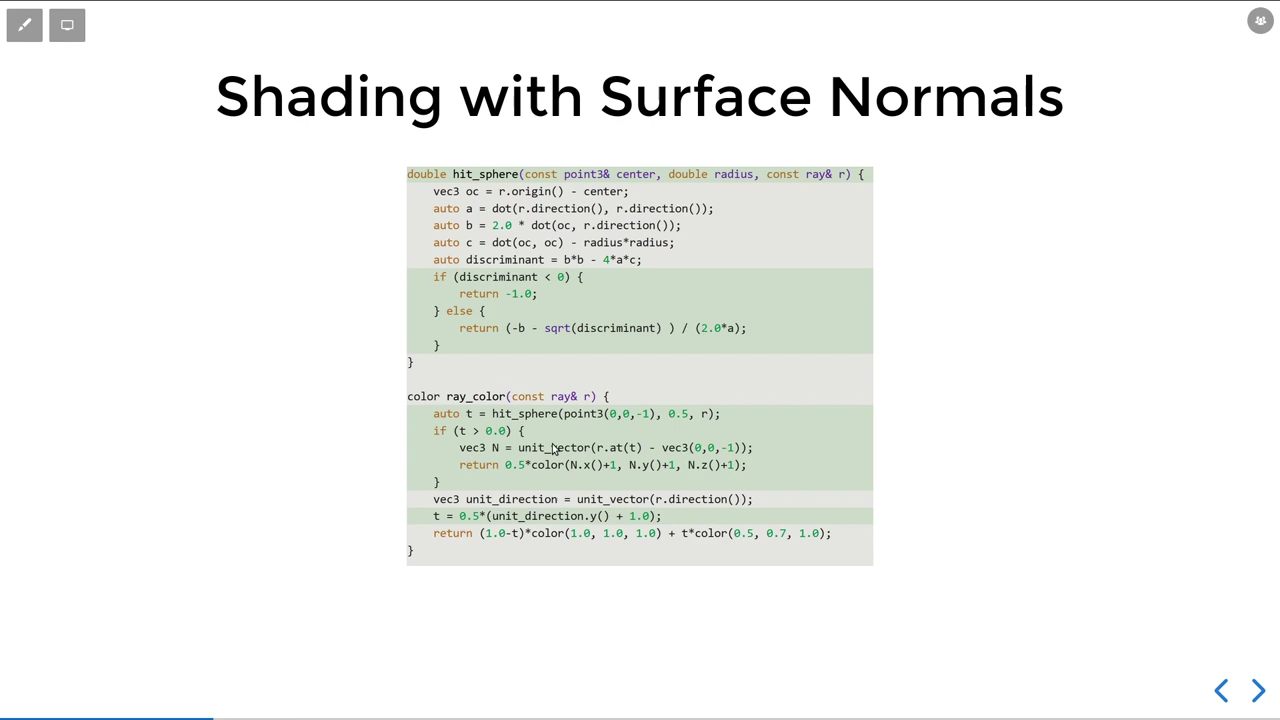 Shading with Surface Normals
double hit_sphere(const point3& center, double radius, const ray& r) {
    vec3 oc = r.origin() - center;
    auto a = dot(r.direction(), r.direction());
    auto b = 2.0 * dot(oc, r.direction());
    auto c = dot(oc, oc) - radius*radius;
    auto discriminant = b*b - 4*a*c;
    if (discriminant < 0) {
        return -1.0;
    } else {
        return (-b - sqrt(discriminant) ) / (2.0*a);
    }
}
color ray_color(const ray& r) {
    auto t = hit_sphere(point3(0,0,-1), 0.5, r);
    if (t > 0.0) {
        vec3 N = unit_vector(r.at(t) - vec3(0,0,-1));
        return 0.5*color(N.x()+1, N.y()+1, N.z()+1);
    }
    vec3 unit_direction = unit_vector(r.direction());
    t = 0.5*(unit_direction.y() + 1.0);
    return (1.0-t)*color(1.0, 1.0, 1.0) + t*color(0.5, 0.7, 1.0);
}